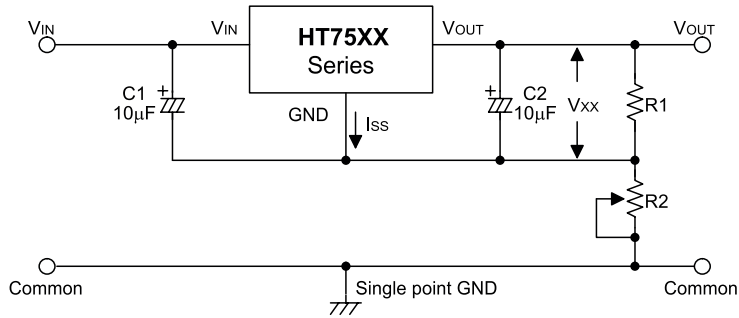 VIN
VIN
HT75XX
Series
VOUT
VOUT
C1
10μF
+
GND
ISS
+
C2
10μF
VXX
R1
R2
Common
Single point GND
Common